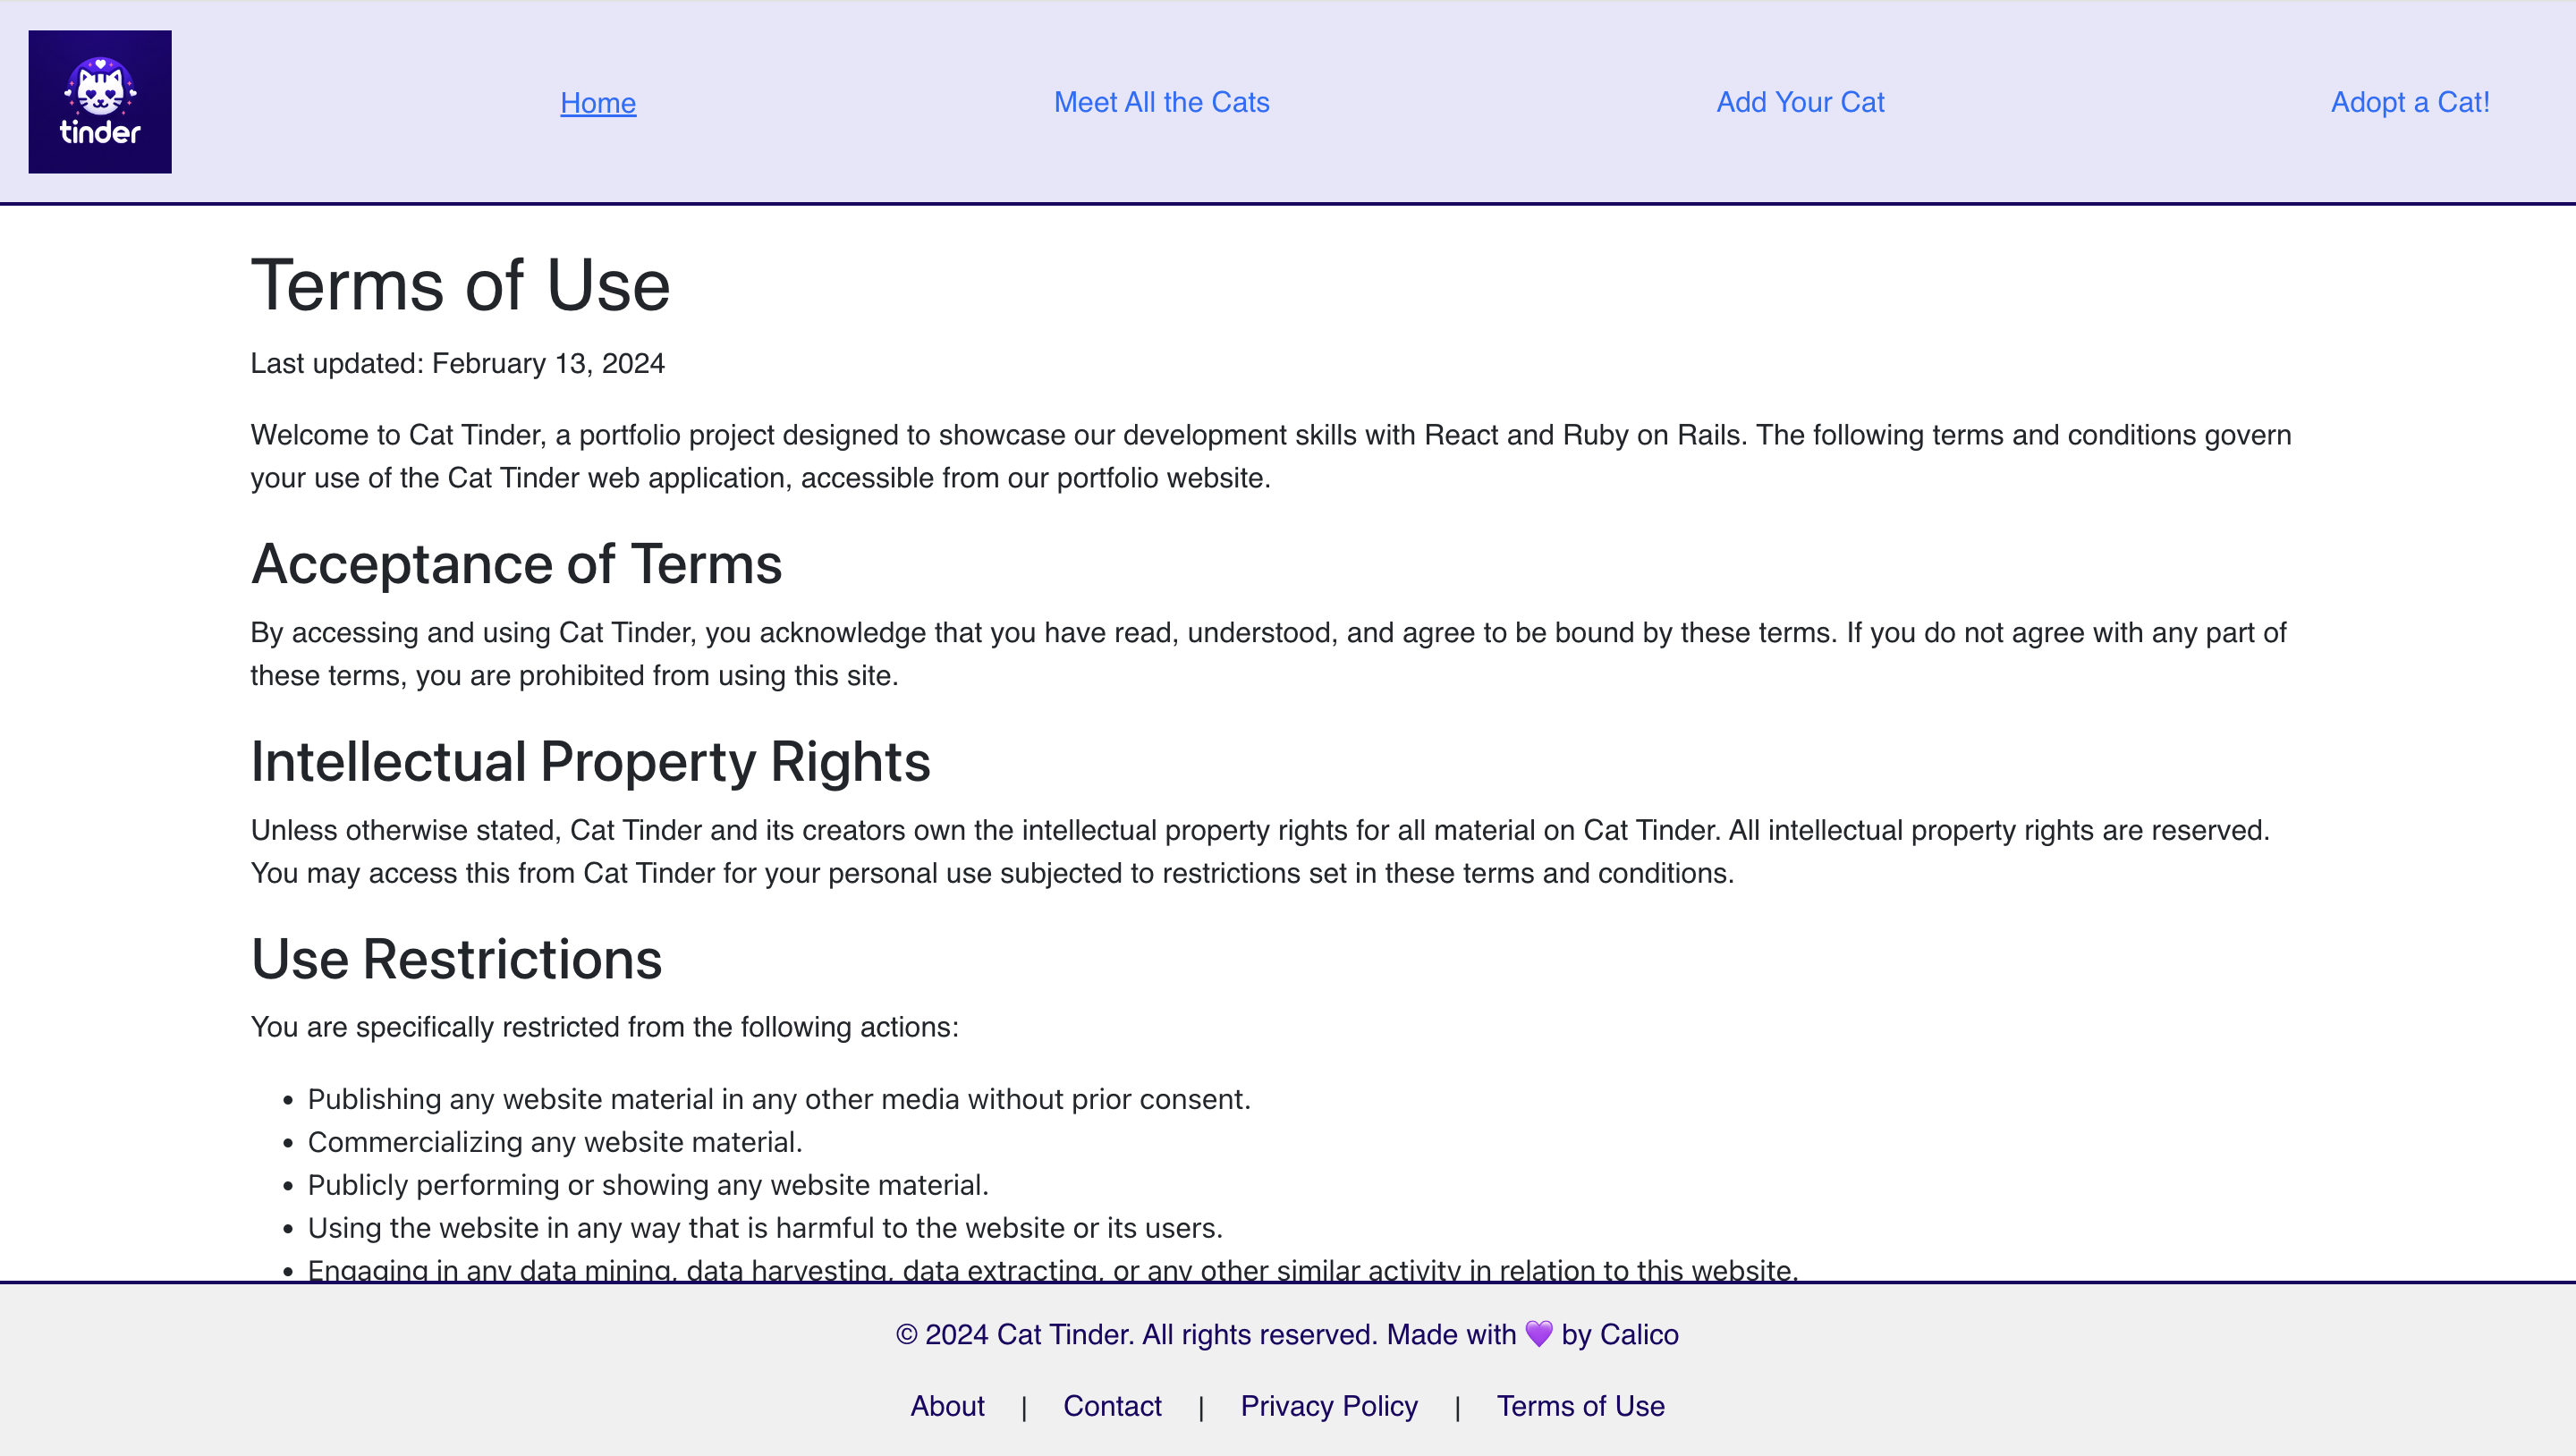 tinder
Home
Meet All the Cats
Add Your Cat
Adopt a Cat!
Terms of Use
Last updated: February 13, 2024
Welcome to Cat Tinder, a portfolio project designed to showcase our development skills with React and Ruby on Rails. The following terms and conditions govern
your use of the Cat Tinder web application, accessible from our portfolio website.
Acceptance of Terms
By accessing and using Cat Tinder, you acknowledge that you have read, understood, and agree to be bound by these terms. If you do not agree with any part of
these terms, you are prohibited from using this site.
Intellectual Property Rights
Unless otherwise stated, Cat Tinder and its creators own the intellectual property rights for all material on Cat Tinder. All intellectual property rights are reserved.
You may access this from Cat Tinder for your personal use subjected to restrictions set in these terms and conditions.
Use Restrictions
You are specifically restricted from the following actions:
• Publishing any website material in any other media without prior consent.
• Commercializing any website material.
• Publicly performing or showing any website material.
• Using the website in any way that is harmful to the website or its users.
• Engaging in any data mining, data harvesting, data extracting, or any other similar activity in relation to this website.
© 2024 Cat Tinder. All rights reserved. Made with 💜 by Calico
About | Contact | Privacy Policy | Terms of Use